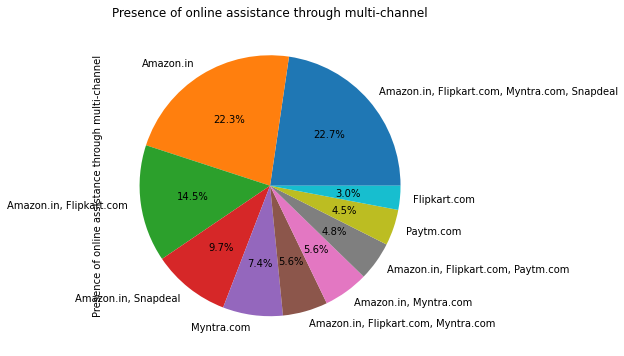 Presence of online assistance through multi-channel
Presence of online assistance through multi-channel
Amazon.in, Flipkart.com, Myntra.com, Snapdeal
22.7%
Amazon.in
22.3%
Amazon.in, Flipkart.com
14.5%
Amazon.in, Snapdeal
9.7%
Myntra.com
7.4%
Amazon.in, Flipkart.com, Myntra.com
5.6%
Amazon.in, Myntra.com
5.6%
Amazon.in, Flipkart.com, Paytm.com
4.8%
Paytm.com
4.5%
Flipkart.com
3.0%